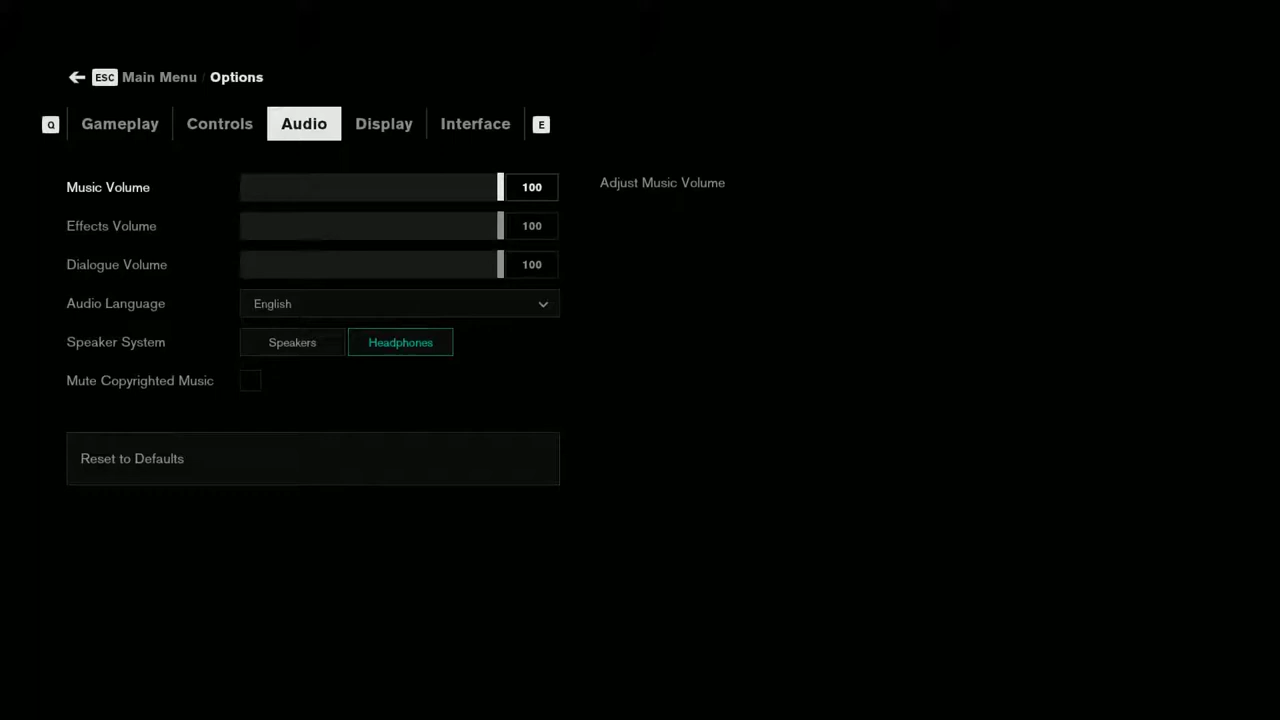 ESC Main Menu / Options
Q Gameplay Controls Audio Display Interface E
Music Volume 100 Adjust Music Volume
Effects Volume 100
Dialogue Volume 100
Audio Language English
Speaker System Speakers Headphones
Mute Copyrighted Music
Reset to Defaults